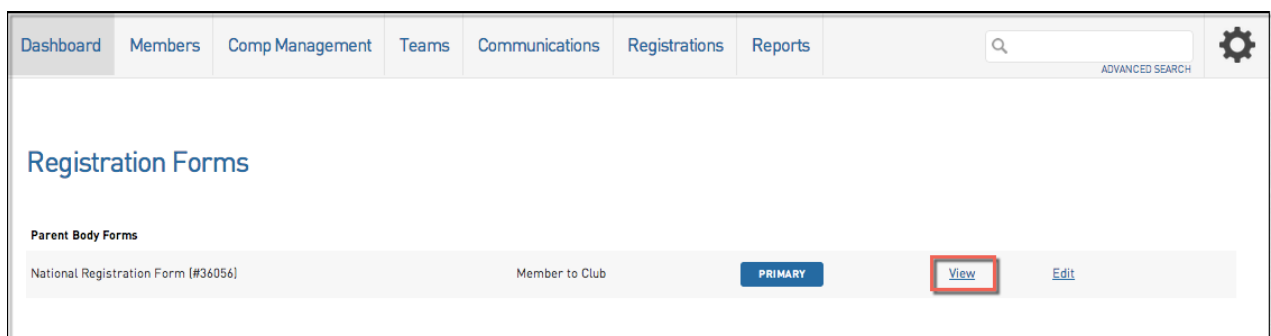 Dashboard Members Comp Management Teams Communications Registrations Reports
ADVANCED SEARCH
Registration Forms
Parent Body Forms
National Registration Form (#36056) Member to Club PRIMARY View Edit